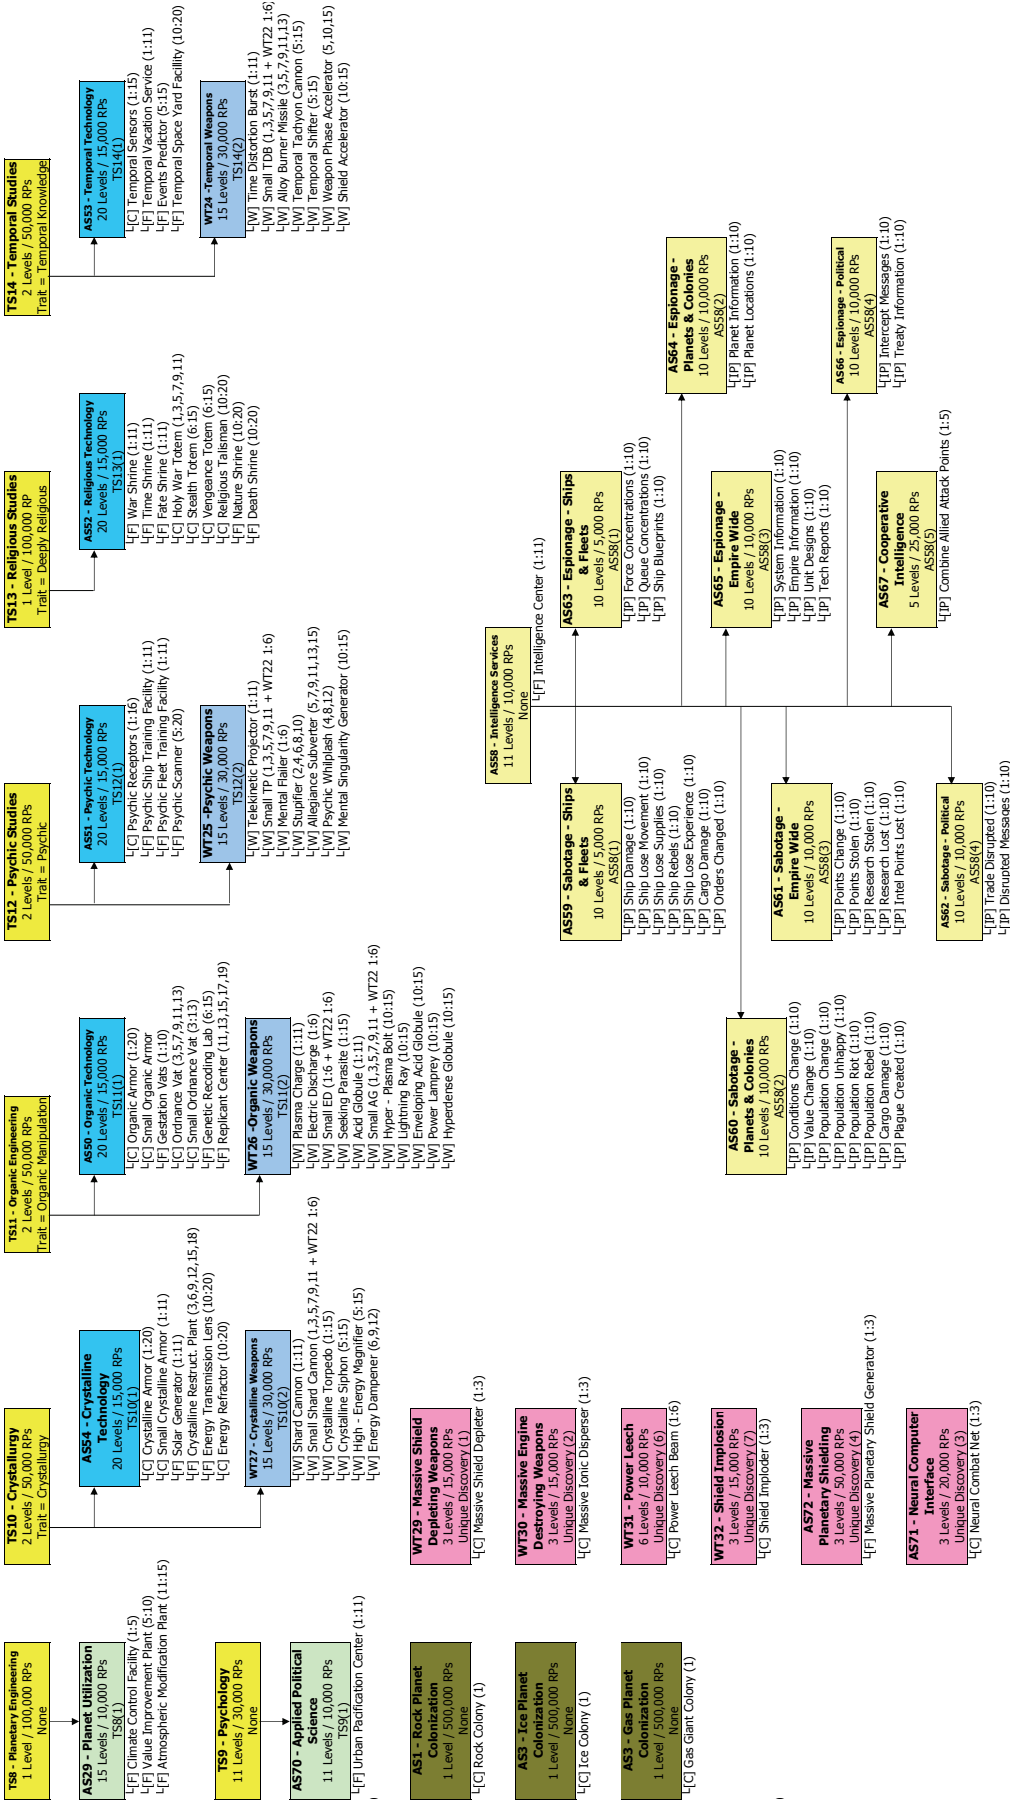 TS8 - Planetary Engineering
1 Level / 100,000 RPs
None
AS29 - Planet Utilization
15 Levels / 10,000 RPs
TS8(1)
└[F] Climate Control Facility (1:5)
└[F] Value Improvement Plant (5:10)
└[F] Atmospheric Modification Plant (11:15)
TS9 - Psychology
11 Levels / 30,000 RPs
None
AS70 - Applied Political
Science
11 Levels / 10,000 RPs
TS9(1)
└[F] Urban Pacification Center (1:11)
AS1 - Rock Planet
Colonization
1 Level / 500,000 RPs
None
└[C] Rock Colony (1)
AS3 - Ice Planet
Colonization
1 Level / 500,000 RPs
None
└[C] Ice Colony (1)
AS3 - Gas Planet
Colonization
1 Level / 500,000 RPs
None
└[C] Gas Giant Colony (1)
TS10 - Crystallurgy
2 Levels / 50,000 RPs
Trait = Crystallurgy
AS54 - Crystalline
Technology
20 Levels / 15,000 RPs
TS10(1)
└[C] Crystalline Armor (1:20)
└[C] Small Crystalline Armor (1:11)
└[F] Solar Generator (1:11)
└[F] Crystalline Restruct. Plant (3,6,9,12,15,18)
└[F] Energy Transmission Lens (10:20)
└[C] Energy Refractor (10:20)
WT27 - Crystalline Weapons
15 Levels / 30,000 RPs
TS10(2)
└[W] Shard Cannon (1:11)
└[W] Small Shard Cannon (1,3,5,7,9,11 + WT22 1:6)
└[W] Crystalline Torpedo (1:15)
└[W] Crystalline Siphon (5:15)
└[W] High - Energy Magnifier (5:15)
└[W] Energy Dampener (6,9,12)
WT29 - Massive Shield
Depleting Weapons
3 Levels / 15,000 RPs
Unique Discovery (1)
└[C] Massive Shield Depleter (1:3)
WT30 - Massive Engine
Destroying Weapons
3 Levels / 15,000 RPs
Unique Discovery (2)
└[C] Massive Ionic Disperser (1:3)
WT31 - Power Leech
6 Levels / 10,000 RPs
Unique Discovery (6)
└[C] Power Leech Beam (1:6)
WT32 - Shield Implosion
3 Levels / 15,000 RPs
Unique Discovery (7)
└[C] Shield Imploder (1:3)
AS72 - Massive
Planetary Shielding
3 Levels / 50,000 RPs
Unique Discovery (4)
└[F] Massive Planetary Shield Generator (1:3)
AS71 - Neural Computer
Interface
3 Levels / 20,000 RPs
Unique Discovery (3)
└[C] Neural Combat Net (1:3)
TS11 - Organic Engineering
2 Levels / 50,000 RPs
Trait = Organic Manipulation
AS50 - Organic Technology
20 Levels / 15,000 RPs
TS11(1)
└[C] Organic Armor (1:20)
└[C] Small Organic Armor
└[F] Gestation Vats (1:10)
└[C] Ordnance Vat (3,5,7,9,11,13)
└[C] Small Ordnance Vat (3:13)
└[F] Genetic Recoding Lab (6:15)
└[F] Replicant Center (11,13,15,17,19)
WT26 -Organic Weapons
15 Levels / 30,000 RPs
TS11(2)
└[W] Plasma Charge (1:11)
└[W] Electric Discharge (1:6)
└[W] Small ED (1:6 + WT22 1:6)
└[W] Seeking Parasite (1:15)
└[W] Acid Globule (1:11)
└[W] Small AG (1,3,5,7,9,11 + WT22 1:6)
└[W] Hyper - Plasma Bolt (10:15)
└[W] Lightning Ray (10:15)
└[W] Enveloping Acid Globule (10:15)
└[W] Power Lamprey (10:15)
└[W] Hyperdense Globule (10:15)
TS12 - Psychic Studies
2 Levels / 50,000 RPs
Trait = Psychic
AS51 - Psychic Technology
20 Levels / 15,000 RPs
TS12(1)
└[C] Psychic Receptors (1:16)
└[F] Psychic Ship Training Facility (1:11)
└[F] Psychic Fleet Training Facility (1:11)
└[F] Psychic Scanner (5:20)
WT25 -Psychic Weapons
15 Levels / 30,000 RPs
TS12(2)
└[W] Telekinetic Projector (1:11)
└[W] Small TP (1,3,5,7,9,11 + WT22 1:6)
└[W] Mental Flailer (1:6)
└[W] Stupifier (2,4,6,8,10)
└[W] Allegiance Subverter (5,7,9,11,13,15)
└[W] Psychic Whilplash (4,8,12)
└[W] Mental Singularity Generator (10:15)
TS13 - Religious Studies
1 Level / 100,000 RP
Trait = Deeply Religious
AS52 - Religious Technology
20 Levels / 15,000 RPs
TS13(1)
└[F] War Shrine (1:11)
└[F] Time Shrine (1:11)
└[F] Fate Shrine (1:11)
└[C] Holy War Totem (1,3,5,7,9,11)
└[C] Stealth Totem (6:15)
└[C] Vengeance Totem (6:15)
└[C] Religious Talisman (10:20)
└[F] Nature Shrine (10:20)
└[F] Death Shrine (10:20)
TS14 - Temporal Studies
2 Levels / 50,000 RPs
Trait = Temporal Knowledge
AS53 - Temporal Technology
20 Levels / 15,000 RPs
TS14(1)
└[C] Temporal Sensors (1:15)
└[F] Temporal Vacation Service (1:11)
└[F] Events Predictor (5:15)
└[F] Temporal Space Yard Facillity (10:20)
WT24 -Temporal Weapons
15 Levels / 30,000 RPs
TS14(2)
└[W] Time Distortion Burst (1:11)
└[W] Small TDB (1,3,5,7,9,11 + WT22 1:6)
└[W] Alloy Burner Missile (3,5,7,9,11,13)
└[W] Temporal Tachyon Cannon (5:15)
└[W] Temporal Shifter (5:15)
└[W] Weapon Phase Accelerator (5,10,15)
└[W] Shield Accelerator (10:15)
AS58 - Intelligence Services
11 Levels / 10,000 RPs
None
└[F] Intelligence Center (1:11)
AS59 - Sabotage - Ships
& Fleets
10 Levels / 5,000 RPs
AS58(1)
└[IP] Ship Damage (1:10)
└[IP] Ship Lose Movement (1:10)
└[IP] Ship Lose Supplies (1:10)
└[IP] Ship Rebels (1:10)
└[IP] Ship Lose Experience (1:10)
└[IP] Cargo Damage (1:10)
└[IP] Orders Changed (1:10)
AS60 - Sabotage -
Planets & Colonies
10 Levels / 10,000 RPs
AS58(2)
└[IP] Conditions Change (1:10)
└[IP] Value Change (1:10)
└[IP] Population Change (1:10)
└[IP] Population Unhappy (1:10)
└[IP] Population Riot (1:10)
└[IP] Population Rebel (1:10)
└[IP] Cargo Damage (1:10)
└[IP] Plague Created (1:10)
AS61 - Sabotage -
Empire Wide
10 Levels / 10,000 RPs
AS58(3)
└[IP] Points Change (1:10)
└[IP] Points Stolen (1:10)
└[IP] Research Stolen (1:10)
└[IP] Research Lost (1:10)
└[IP] Intel Points Lost (1:10)
AS62 - Sabotage - Political
10 Levels / 10,000 RPs
AS58(4)
└[IP] Trade Disrupted (1:10)
└[IP] Disrupted Messages (1:10)
AS63 - Espionage - Ships
& Fleets
10 Levels / 5,000 RPs
AS58(1)
└[IP] Force Concentrations (1:10)
└[IP] Queue Concentrations (1:10)
└[IP] Ship Blueprints (1:10)
AS64 - Espionage -
Planets & Colonies
10 Levels / 10,000 RPs
AS58(2)
└[IP] Planet Information (1:10)
└[IP] Planet Locations (1:10)
AS65 - Espionage -
Empire Wide
10 Levels / 10,000 RPs
AS58(3)
└[IP] System Information (1:10)
└[IP] Empire Information (1:10)
└[IP] Unit Designs (1:10)
└[IP] Tech Reports (1:10)
AS66 - Espionage - Political
10 Levels / 10,000 RPs
AS58(4)
└[IP] Intercept Messages (1:10)
└[IP] Treaty Information (1:10)
AS67 - Cooperative
Intelligence
5 Levels / 25,000 RPs
AS58(5)
└[IP] Combine Allied Attack Points (1:5)